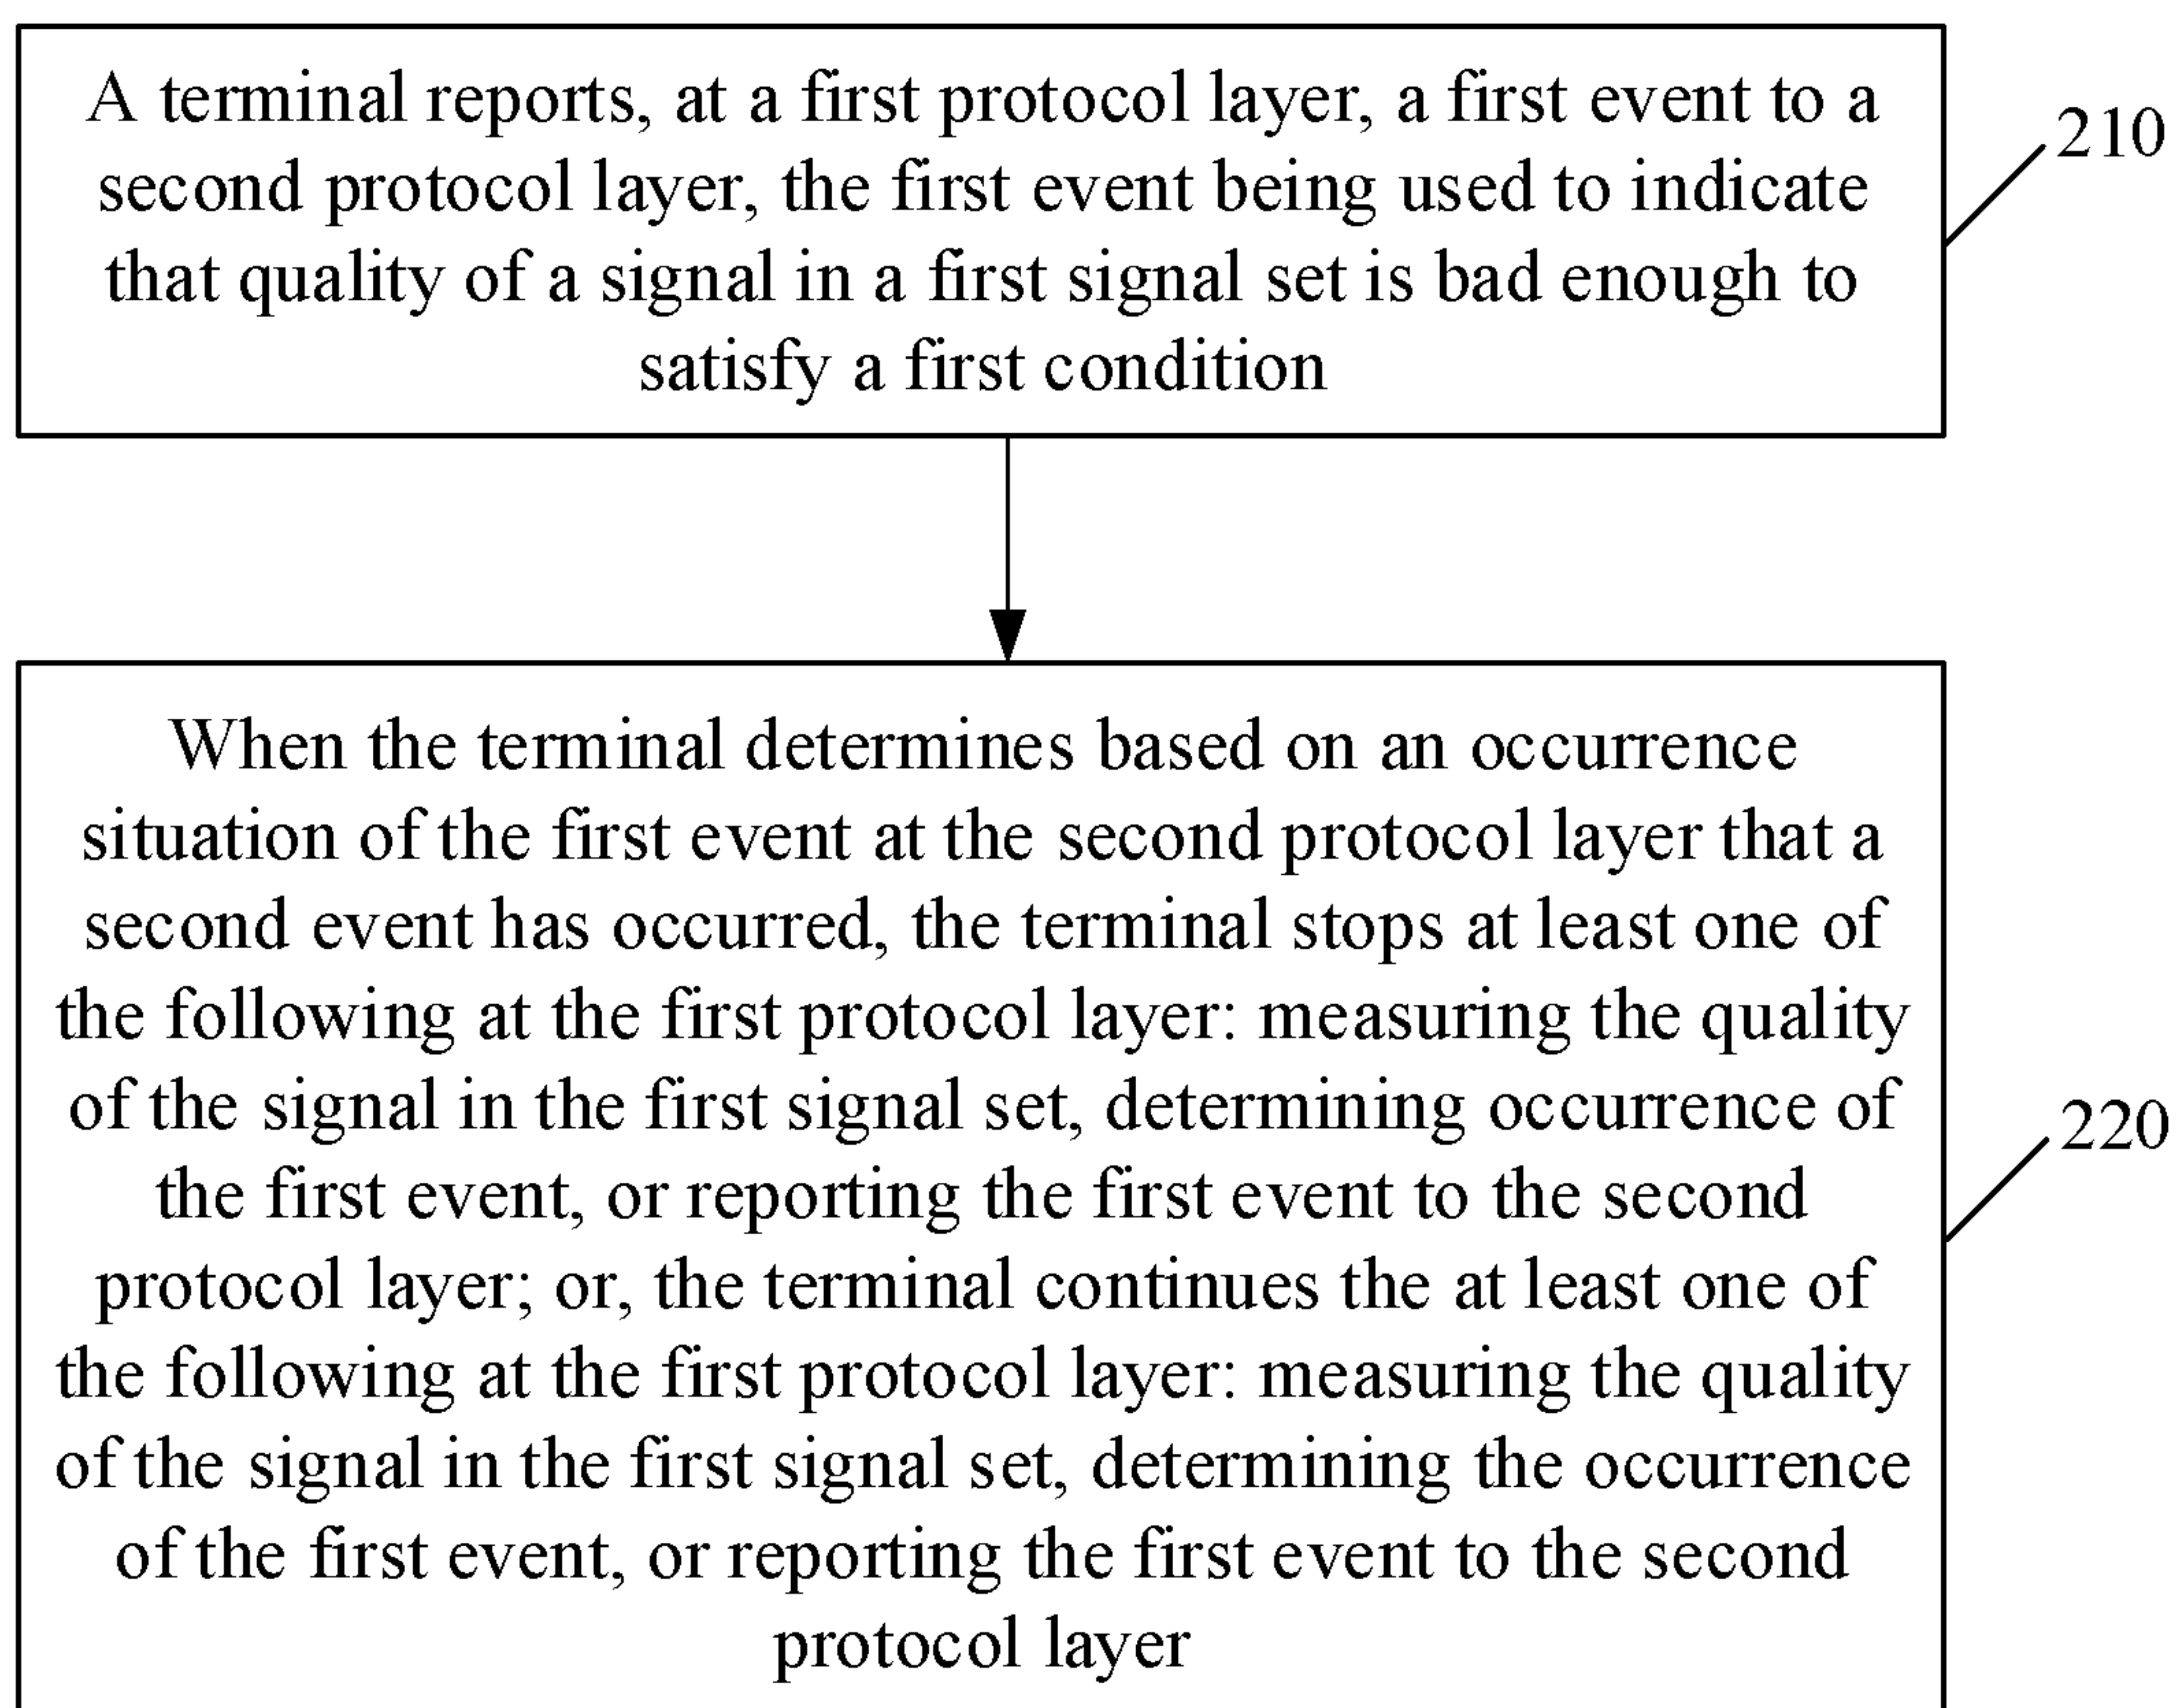 A terminal reports, at a first protocol layer, a first event to a
second protocol layer, the first event being used to indicate
that quality of a signal in a first signal set is bad enough to
satisfy a first condition
210
When the terminal determines based on an occurrence
situation of the first event at the second protocol layer that a
second event has occurred, the terminal stops at least one of
the following at the first protocol layer: measuring the quality
of the signal in the first signal set, determining occurrence of
the first event, or reporting the first event to the second
protocol layer; or, the terminal continues the at least one of
the following at the first protocol layer: measuring the quality
of the signal in the first signal set, determining the occurrence
of the first event, or reporting the first event to the second
protocol layer
220